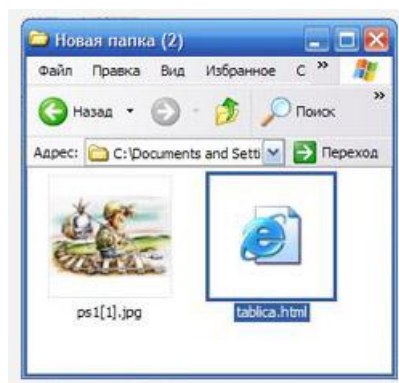 Новая папка (2)
Файл Правка Вид Избранное С »
Назад Поиск »
Адрес: C:\Documents and Setti Переход
ps1[1].jpg tablica.html